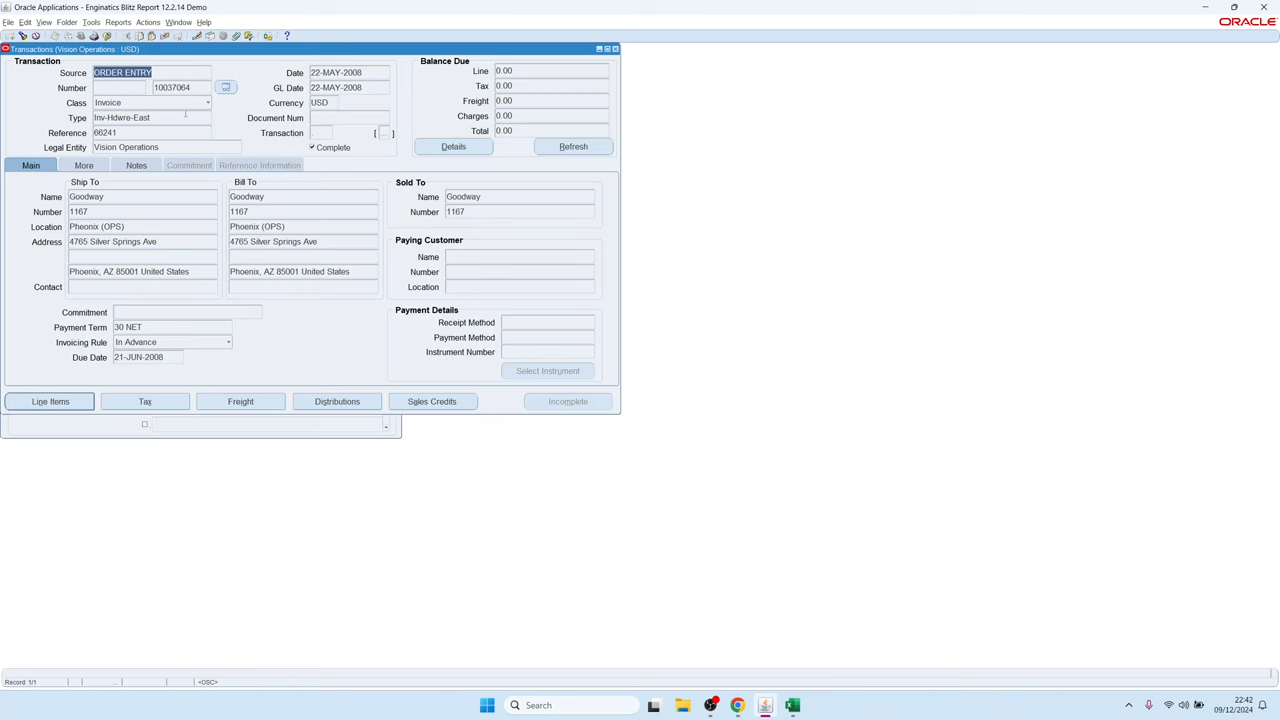 Oracle Applications - Enginatics Blitz Report 12.2.14 Demo
File Edit View Folder Tools Reports Actions Window Help
ORACLE
Transactions (Vision Operations : USD)
Transaction
Source ORDER ENTRY
Number 10037064
Class Invoice
Type Inv-Hdwre-East
Reference 66241
Legal Entity Vision Operations
Date 22-MAY-2008
GL Date 22-MAY-2008
Currency USD
Document Num
Transaction . [ ... ]
Complete
Balance Due
Line 0.00
Tax 0.00
Freight 0.00
Charges 0.00
Total 0.00
Details Refresh
Main More Notes Commitment Reference Information
Ship To
Name Goodway
Number 1167
Location Pheonix (OPS)
Address 4765 Silver Springs Ave
Phoenix, AZ 85001 United States
Contact
Bill To
Goodway
1167
Phoenix (OPS)
4765 Silver Springs Ave
Phoenix, AZ 85001 United States
Sold To
Name Goodway
Number 1167
Paying Customer
Name
Number
Location
Commitment
Payment Term 30 NET
Invoicing Rule In Advance
Due Date 21-JUN-2008
Payment Details
Receipt Method
Payment Method
Instrument Number
Select Instrument
Line Items Tax Freight Distributions Sales Credits Incomplete
Record: 1/1 ... <OSC>
Search
22:42
09/12/2024